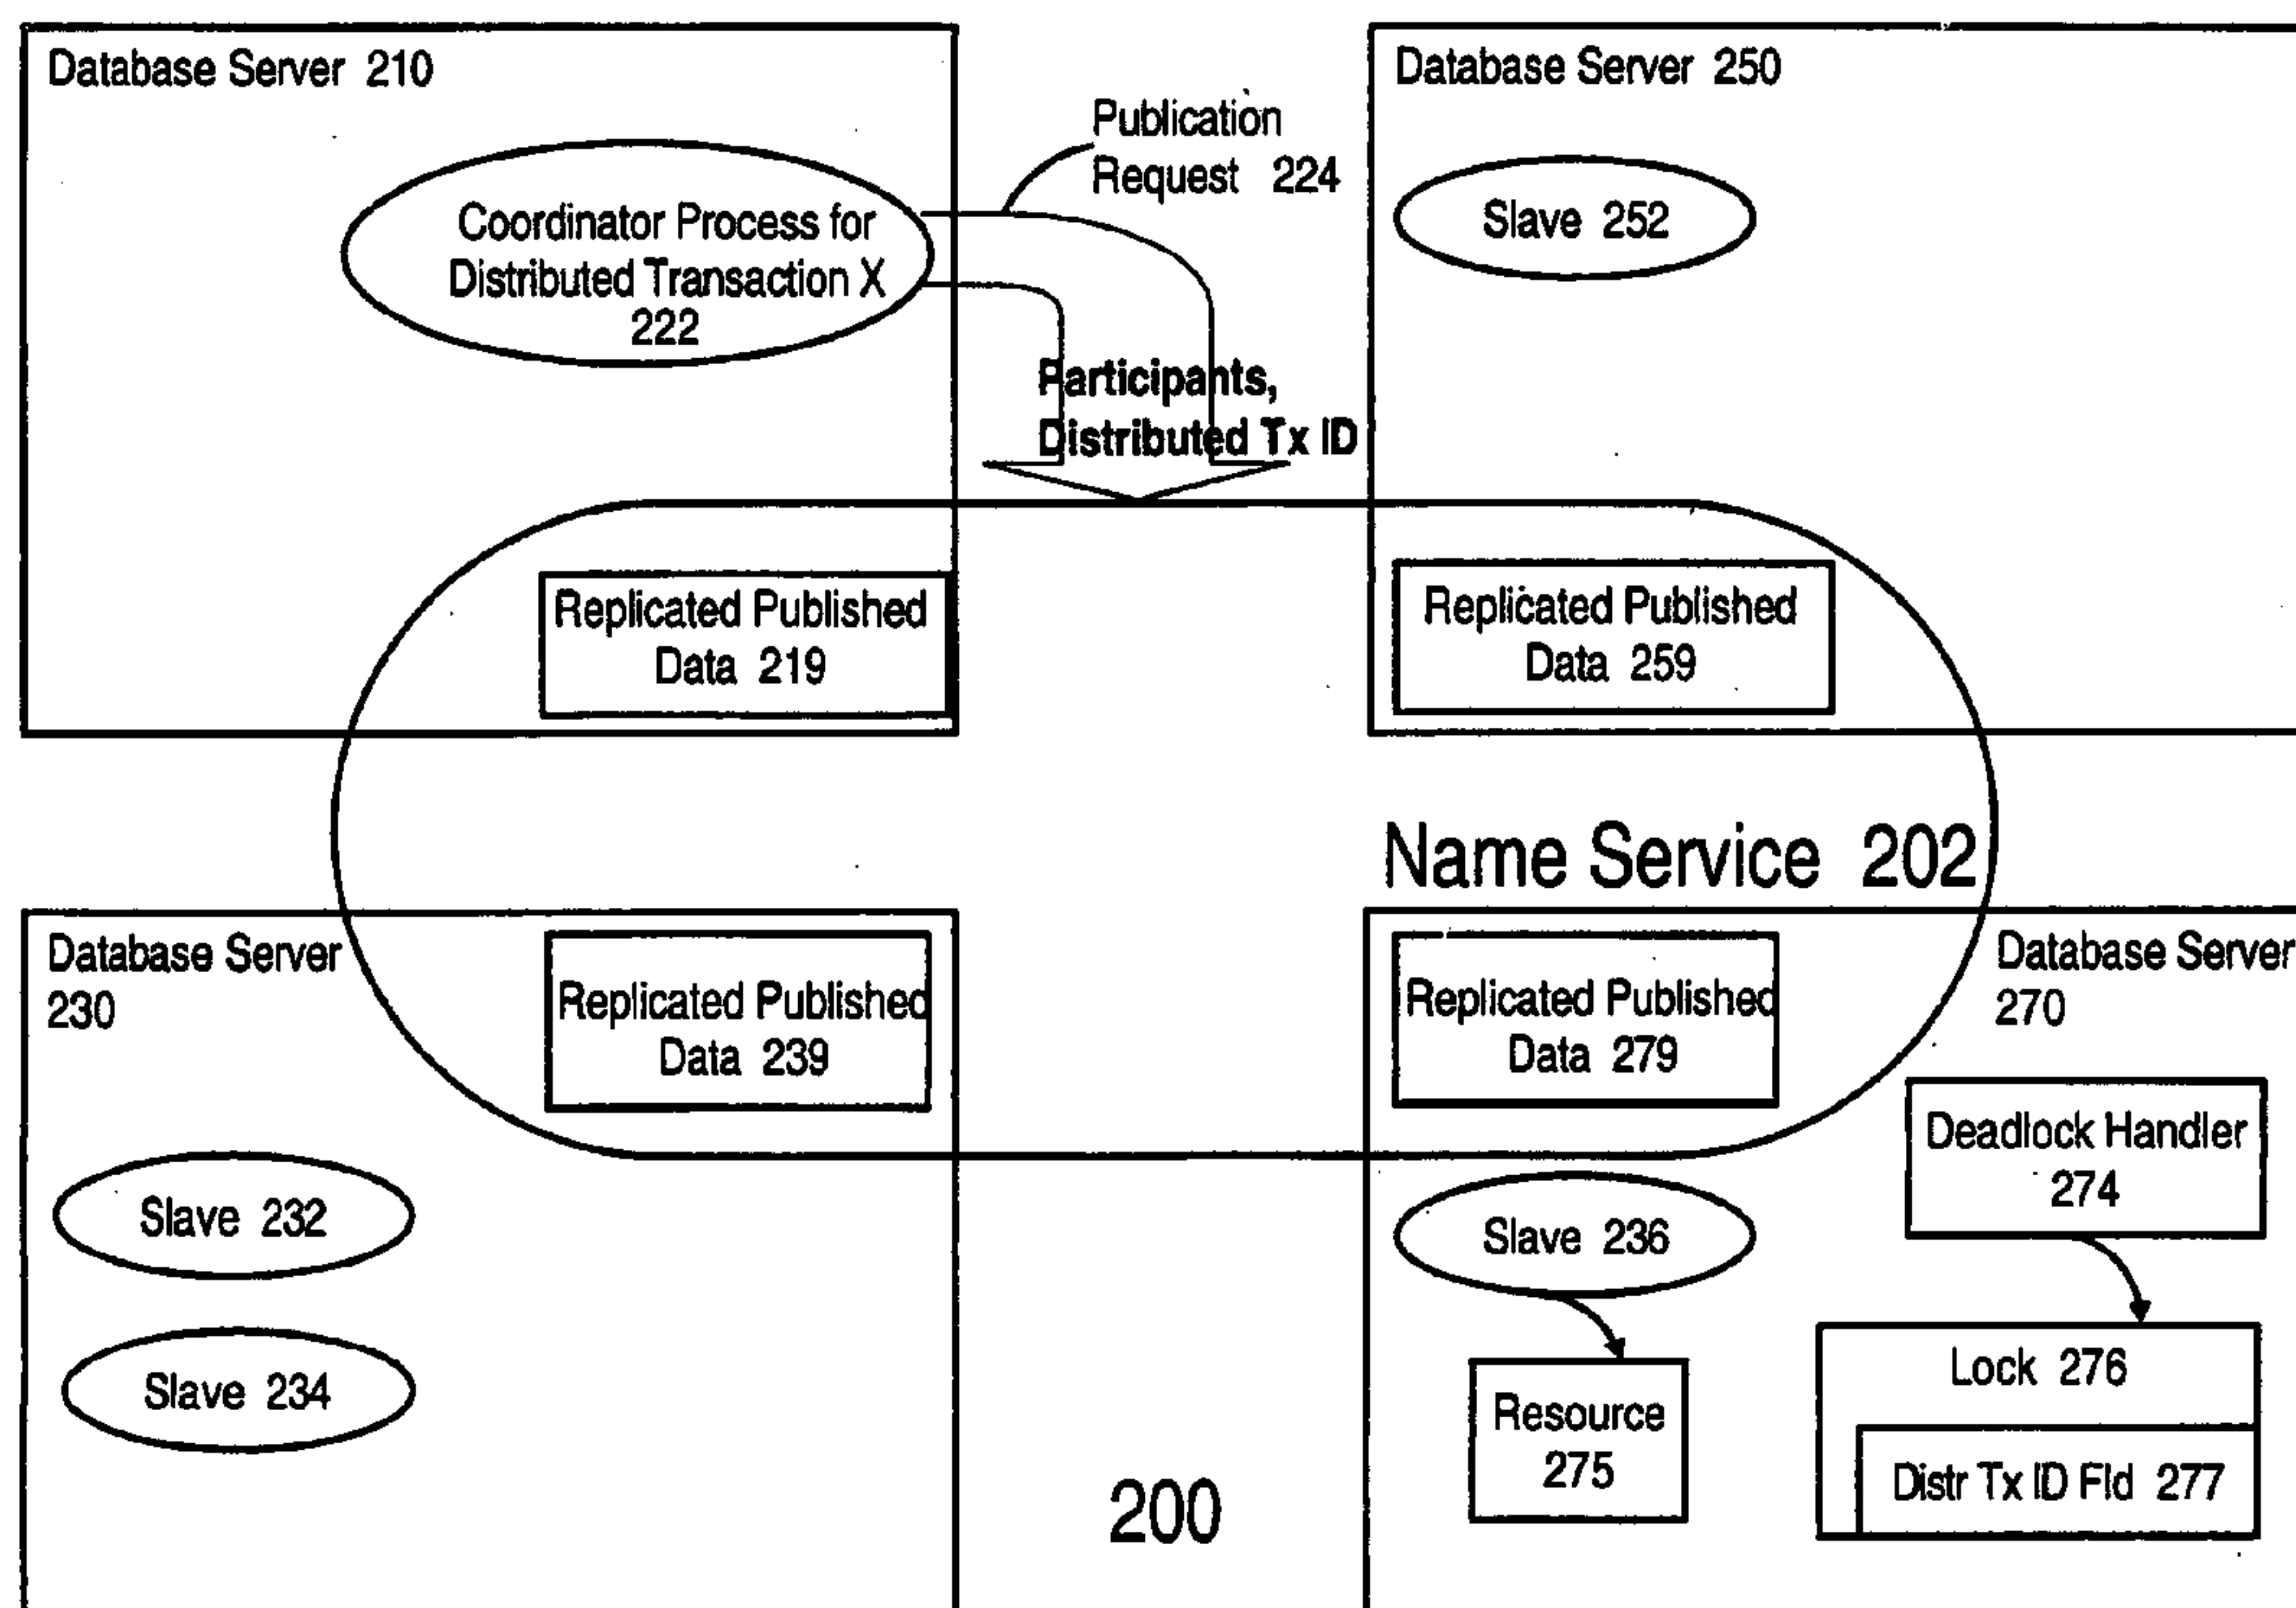 Database Server 210
Coordinator Process for
Distributed Transaction X
222
Publication
Request 224
Participants,
Distributed Tx ID
Database Server 250
Slave 252
Replicated Published
Data 219
Replicated Published
Data 259
Name Service 202
Database Server
230
Replicated Published
Data 239
Slave 232
Slave 234
Replicated Published
Data 279
Database Server
270
Deadlock Handler
274
Slave 236
Resource
275
Lock 276
Distr Tx ID Fld 277
200